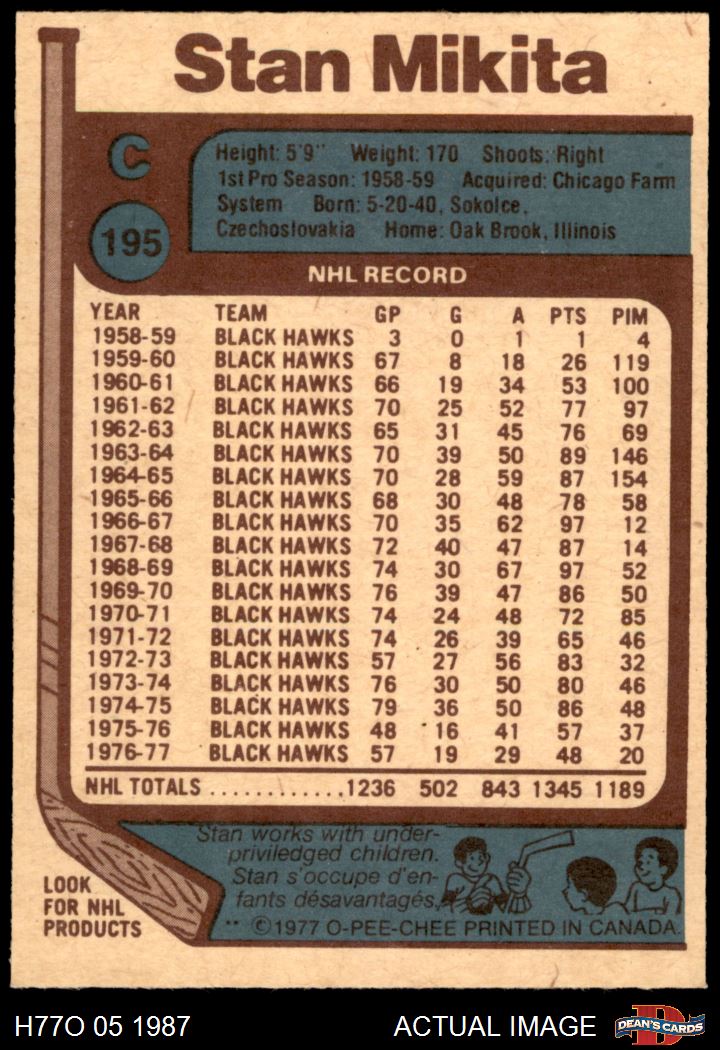 Stan Mikita
C
195
Height: 5'9" Weight: 170 Shoots: Right
1st Pro Season: 1958-59 Acquired: Chicago Farm
System Born: 5-20-40, Sokolce,
Czechoslovakia Home: Oak Brook, Illinois
NHL RECORD
YEAR TEAM GP G A PTS PIM
1958-59 BLACK HAWKS 3 0 1 1 4
1959-60 BLACK HAWKS 67 8 18 26 119
1960-61 BLACK HAWKS 66 19 34 53 100
1961-62 BLACK HAWKS 70 25 52 77 97
1962-63 BLACK HAWKS 65 31 45 76 69
1963-64 BLACK HAWKS 70 39 50 89 146
1964-65 BLACK HAWKS 70 28 59 87 154
1965-66 BLACK HAWKS 68 30 48 78 58
1966-67 BLACK HAWKS 70 35 62 97 12
1967-68 BLACK HAWKS 72 40 47 87 14
1968-69 BLACK HAWKS 74 30 67 97 52
1969-70 BLACK HAWKS 76 39 47 86 50
1970-71 BLACK HAWKS 74 24 48 72 85
1971-72 BLACK HAWKS 74 26 39 65 46
1972-73 BLACK HAWKS 57 27 56 83 32
1973-74 BLACK HAWKS 76 30 50 80 46
1974-75 BLACK HAWKS 79 36 50 86 48
1975-76 BLACK HAWKS 48 16 41 57 37
1976-77 BLACK HAWKS 57 19 29 48 20
NHL TOTALS ............1236 502 843 1345 1189
Stan works with under-
priviledged children.
Stan s'occupe d'en-
fants désavantagés.
LOOK
FOR NHL
PRODUCTS
** ©1977 O-PEE-CHEE PRINTED IN CANADA.
H77O 05 1987 ACTUAL IMAGE
D
DEAN'S CARDS